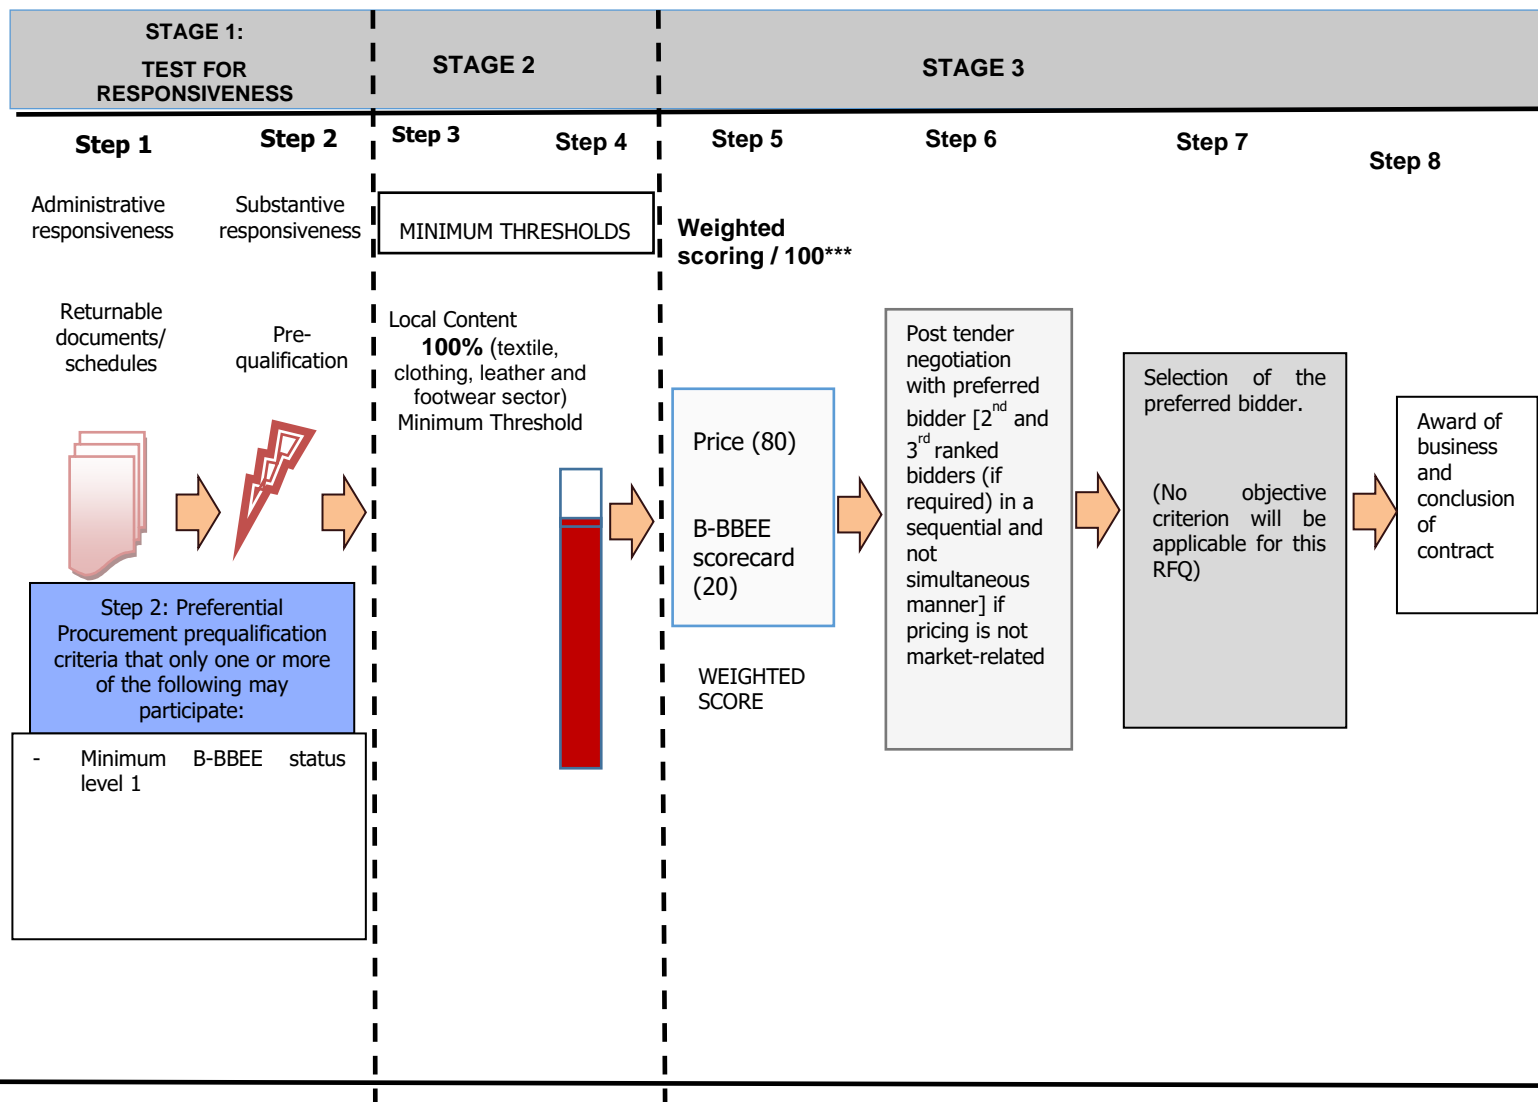 STAGE 1:
TEST FOR
RESPONSIVENESS
STAGE 2
STAGE 3
Step 1
Step 2
Step 3
Step 4
Step 5
Step 6
Step 7
Step 8
Administrative
responsiveness
Substantive
responsiveness
MINIMUM THRESHOLDS
Weighted
scoring / 100***
Returnable
documents/
schedules
Pre-
qualification
Local Content
100% (textile,
clothing, leather and
footwear sector)
Minimum Threshold
Price (80)
B-BBEE
scorecard
(20)
WEIGHTED
SCORE
Post tender
negotiation
with preferred
bidder [2nd and
3rd ranked
bidders (if
required) in a
sequential and
not
simultaneous
manner] if
pricing is not
market-related
Selection of the
preferred bidder.
(No objective
criterion will be
applicable for this
RFQ)
Award of
business
and
conclusion
of
contract
Step 2: Preferential
Procurement prequalification
criteria that only one or more
of the following may
participate:
- Minimum B-BBEE status
level 1